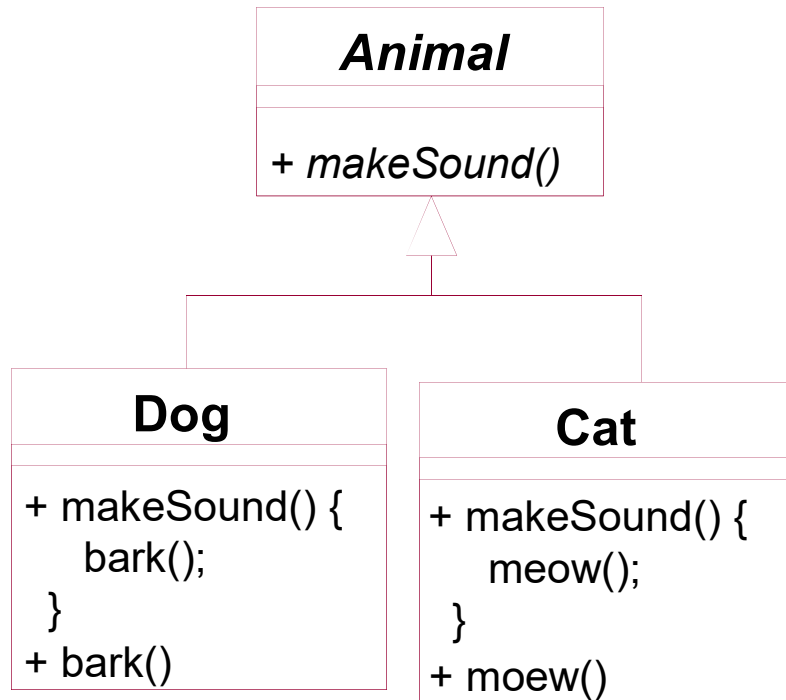 Animal
+ makeSound()
Dog
+ makeSound() {
bark();
}
+ bark()
Cat
+ makeSound() {
meow();
}
+ moew()